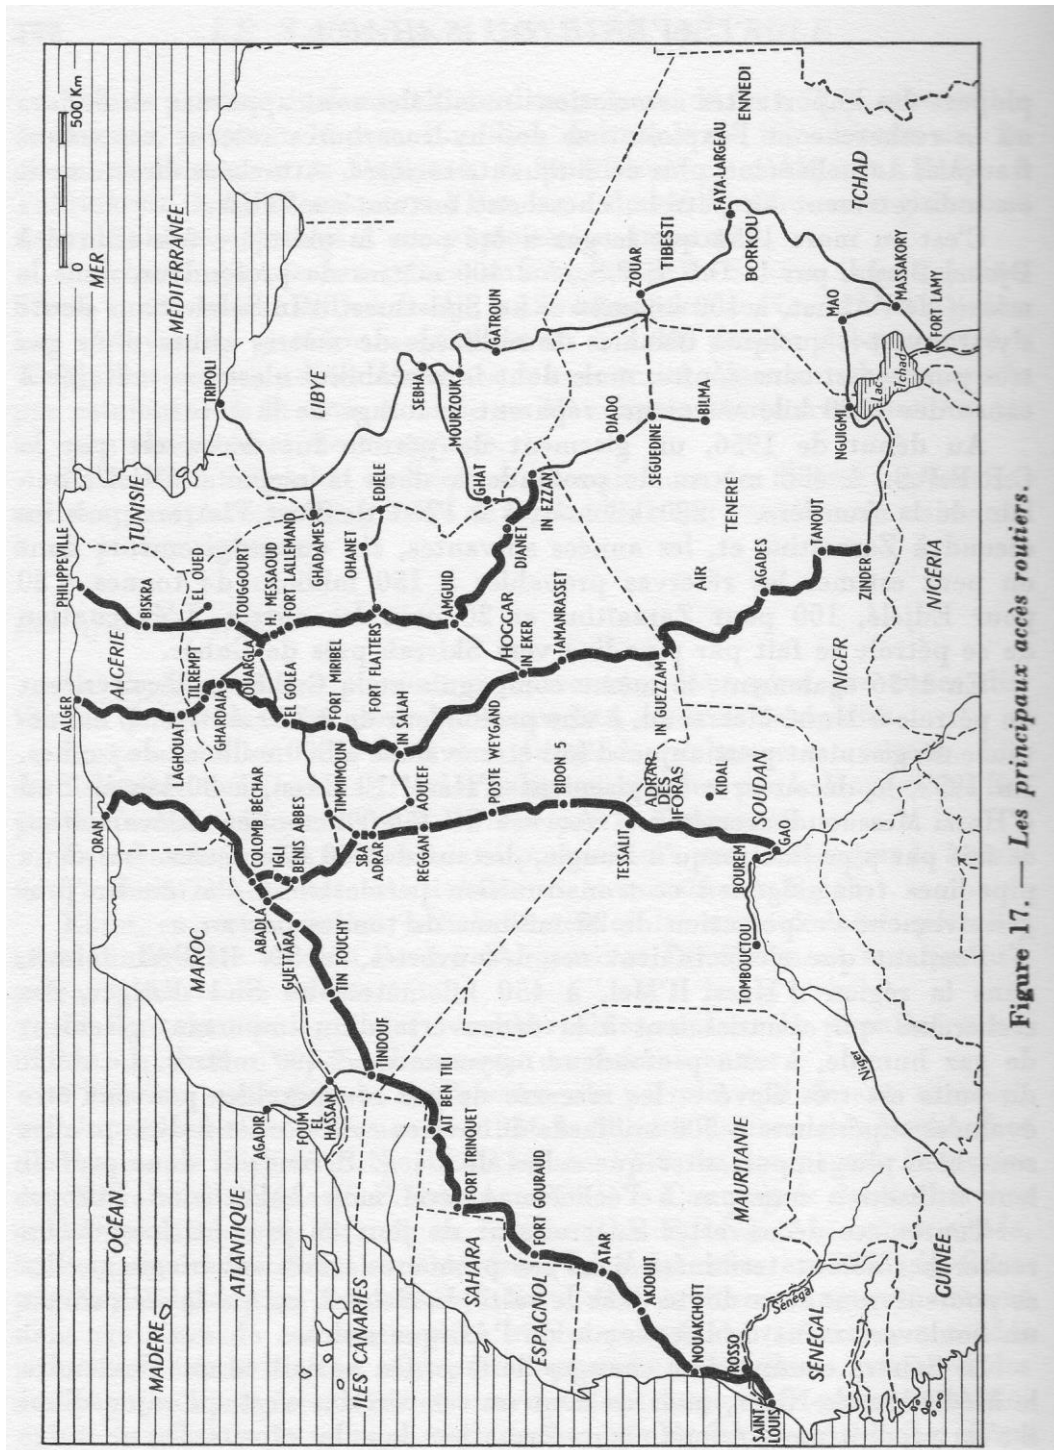 0
500 Km
MER
MÉDITERRANÉE
OCÉAN
ATLANTIQUE
MADÈRE
ILES CANARIES
MAROC
ALGÉRIE
TUNISIE
LIBYE
ORAN
ALGER
PHILIPPEVILLE
TRIPOLI
BISKRA
EL OUED
TOUGGOURT
H. MESSAOUD
FORT LALLEMAND
OUARGLA
GHARDAIA
TILREMPT
LAGHOUAT
EL GOLEA
FORT MIRIBEL
FORT FLATTERS
OHANET
EDJELE
GHADAMES
SEBHA
MOURZOUK
GATROUN
GHAT
AMGUID
DJANET
IN EZZAN
HOGGAR
IN EKER
TAMANRASSET
IN SALAH
TIMMIMOUN
COLOMB BÉCHAR
IGLI
BENIS ABBES
ABADLA
GUETTARA
TIN FOUCHY
TINDOUF
SBA
ADRAR
AOULEF
REGGAN
POSTE WEYGAND
BIDON 5
TESSALIT
ADRAR
DES
IFORAS
KIDAL
IN GUEZZAM
SOUDAN
GAO
BOUREM
TOMBOUCTOU
Niger
AGADIR
FOUM
EL
HASSAN
AIT BEN TILI
FORT TRINQUET
FORT GOURAUD
SAHARA
ESPAGNOL
ATAR
AKJOUIT
NOUAKCHOTT
ROSSO
SAINT
LOUIS
Sénégal
SÉNÉGAL
MAURITANIE
GUINÉE
AIR
TENERE
AGADES
TANOUT
ZINDER
NIGER
NIGERIA
DJADO
SEGUEDINE
BILMA
ZOUAR
TIBESTI
BORKOU
FAYA-LARGEAU
ENNEDI
TCHAD
MAO
MASSAKORY
FORT LAMY
NGUIGMI
Lac
Tchad
Figure 17. — Les principaux accès routiers.